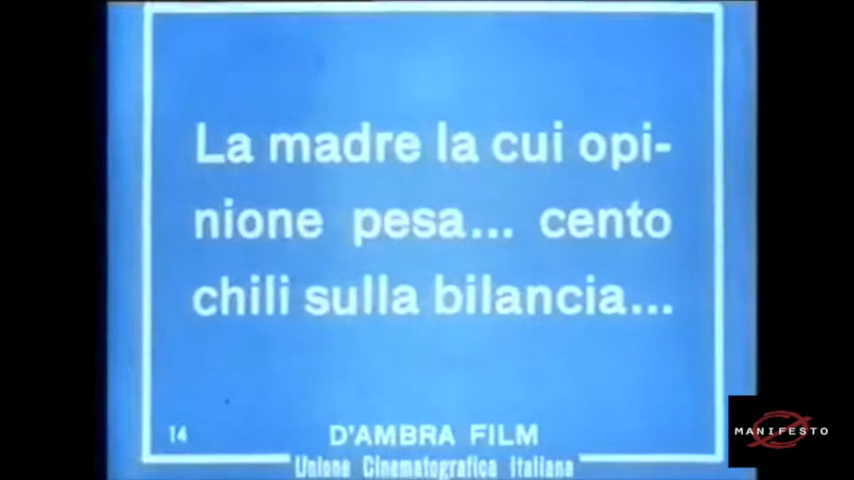 La madre la cui opi-
nione pesa... cento
chili sulla bilancia...
14
D'AMBRA FILM
Unione Cinematografica Italiana
MANIFESTO